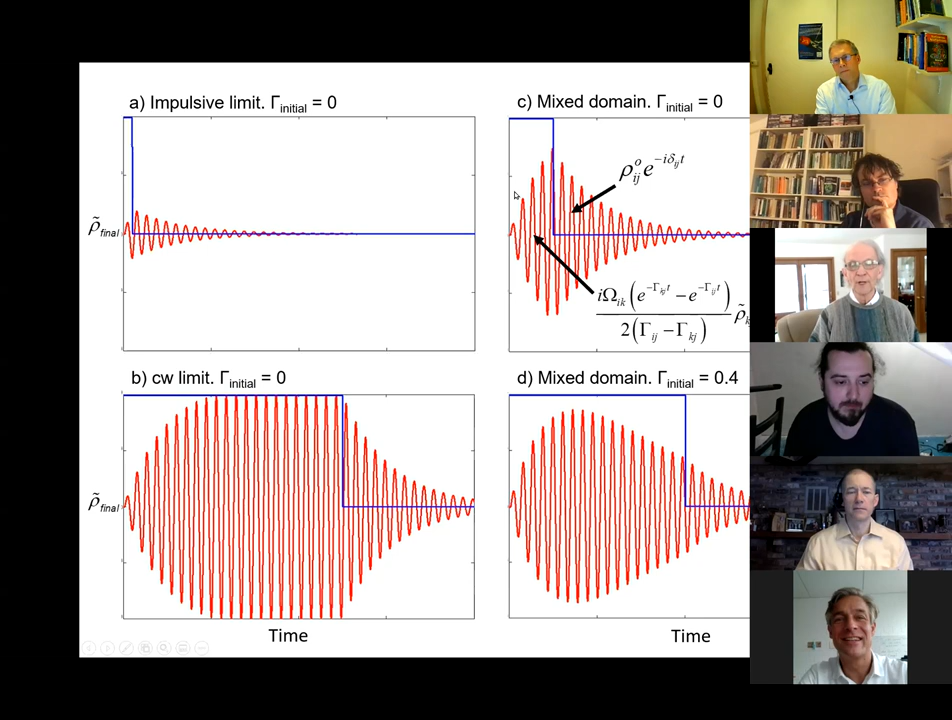 a) Impulsive limit. Γinitial = 0
ρ̃final
c) Mixed domain. Γinitial = 0
ρᵒij e^−iδijt
iΩik (e^−Γkjt − e^−Γijt)
2(Γij − Γkj)
ρ̃k
b) cw limit. Γinitial = 0
ρ̃final
Time
d) Mixed domain. Γinitial = 0.4
Time